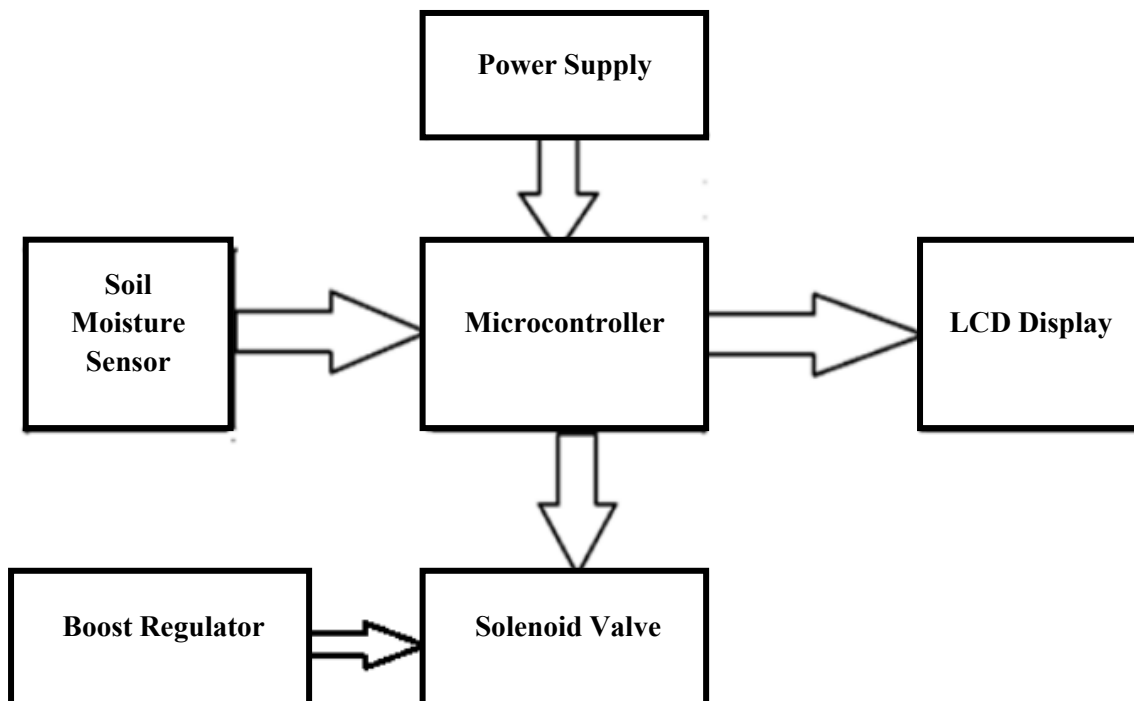 Power Supply
Soil
Moisture
Sensor
Microcontroller
LCD Display
Boost Regulator
Solenoid Valve